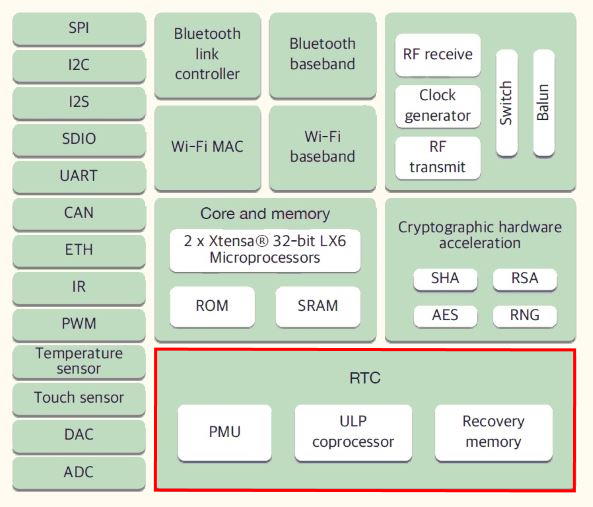 SPI
I2C
I2S
SDIO
UART
CAN
ETH
IR
PWM
Temperature
sensor
Touch sensor
DAC
ADC
Bluetooth
link
controller
Bluetooth
baseband
Wi-Fi MAC
Wi-Fi
baseband
RF receive
Clock
generator
RF
transmit
Switch
Balun
Core and memory
2 x Xtensa® 32-bit LX6
Microprocessors
ROM
SRAM
Cryptographic hardware
acceleration
SHA
RSA
AES
RNG
RTC
PMU
ULP
coprocessor
Recovery
memory